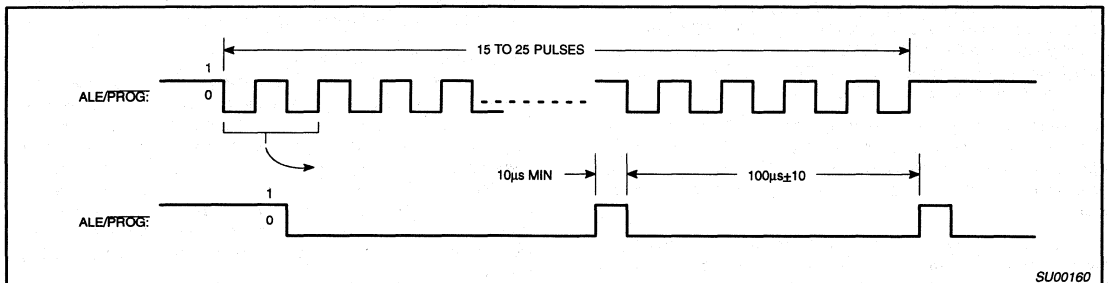 15 TO 25 PULSES
1
ALE/PROG:
0
10µs MIN
100µs±10
1
ALE/PROG:
0
SU00160